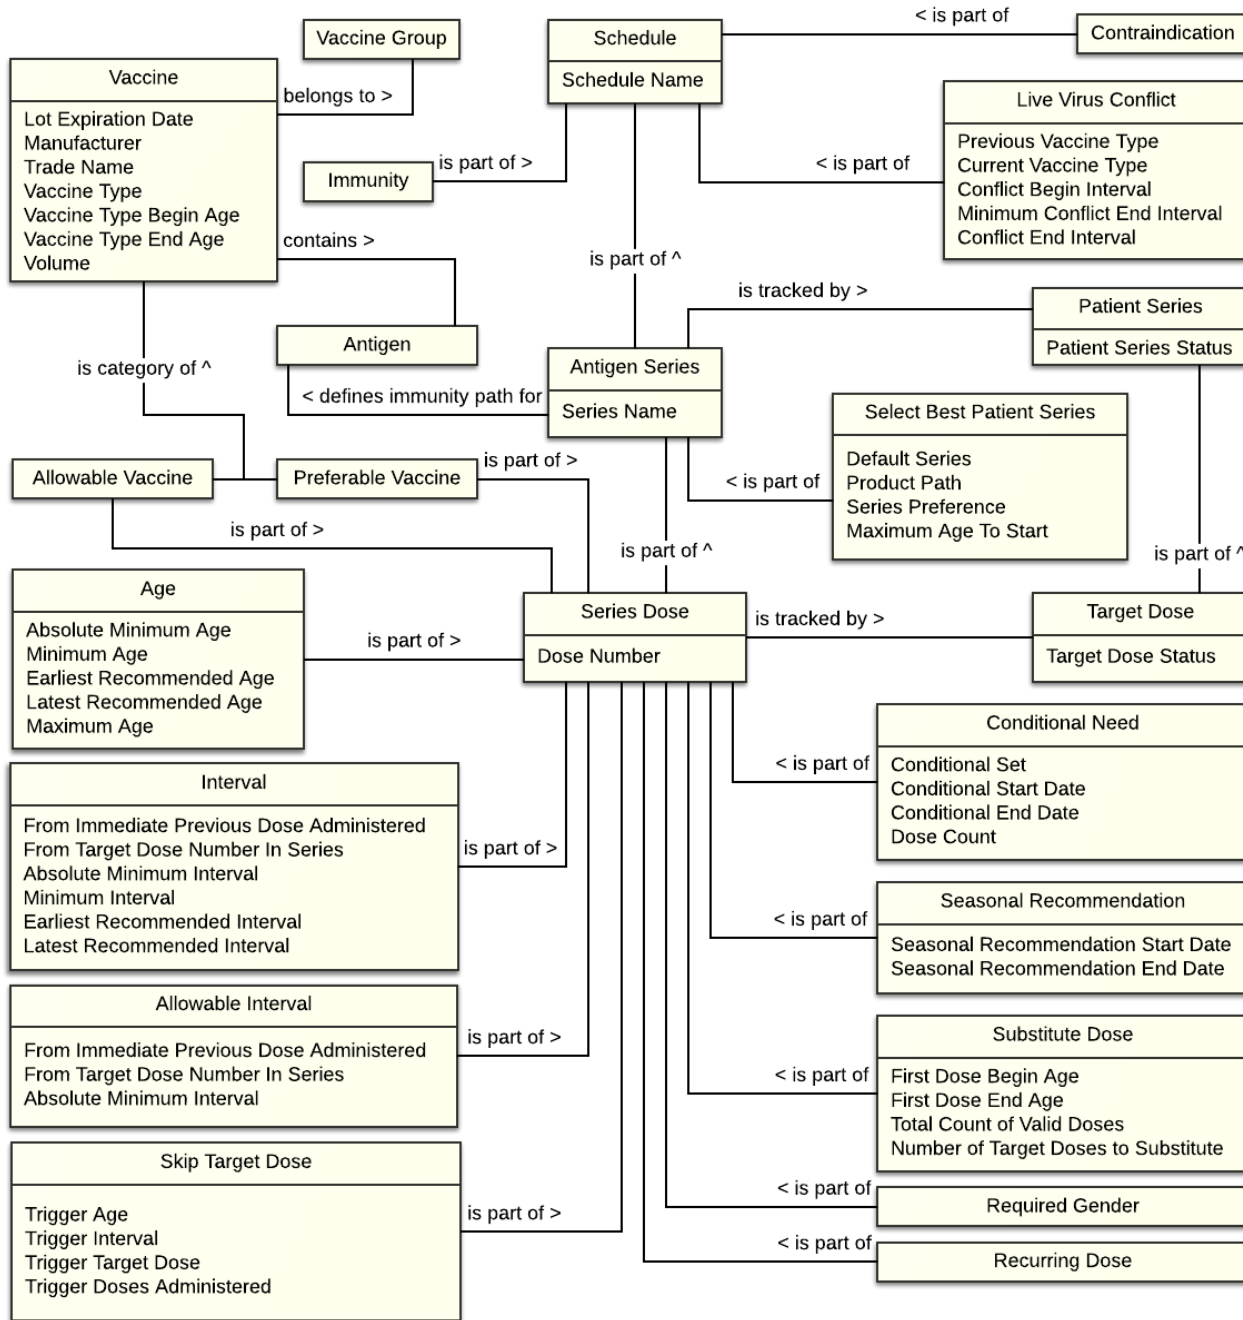 < is part of
Vaccine Group
Schedule
Contraindication
Schedule Name
Vaccine
belongs to >
Lot Expiration Date
Manufacturer
Trade Name
Vaccine Type
Vaccine Type Begin Age
Vaccine Type End Age
Volume
Live Virus Conflict
Previous Vaccine Type
Current Vaccine Type
Conflict Begin Interval
Minimum Conflict End Interval
Conflict End Interval
is part of >
< is part of
Immunity
contains >
is part of ^
is tracked by >
Patient Series
Patient Series Status
Antigen
Antigen Series
Series Name
is category of ^
< defines immunity path for
Select Best Patient Series
Default Series
Product Path
Series Preference
Maximum Age To Start
Allowable Vaccine
Preferable Vaccine
is part of >
< is part of
is part of >
is part of ^
is part of ^
Age
Absolute Minimum Age
Minimum Age
Earliest Recommended Age
Latest Recommended Age
Maximum Age
is part of >
Series Dose
Dose Number
is tracked by >
Target Dose
Target Dose Status
Interval
From Immediate Previous Dose Administered
From Target Dose Number In Series
Absolute Minimum Interval
Minimum Interval
Earliest Recommended Interval
Latest Recommended Interval
is part of >
< is part of
Conditional Need
Conditional Set
Conditional Start Date
Conditional End Date
Dose Count
< is part of
Seasonal Recommendation
Seasonal Recommendation Start Date
Seasonal Recommendation End Date
Allowable Interval
From Immediate Previous Dose Administered
From Target Dose Number In Series
Absolute Minimum Interval
is part of >
< is part of
Substitute Dose
First Dose Begin Age
First Dose End Age
Total Count of Valid Doses
Number of Target Doses to Substitute
Skip Target Dose
Trigger Age
Trigger Interval
Trigger Target Dose
Trigger Doses Administered
is part of >
< is part of
Required Gender
< is part of
Recurring Dose